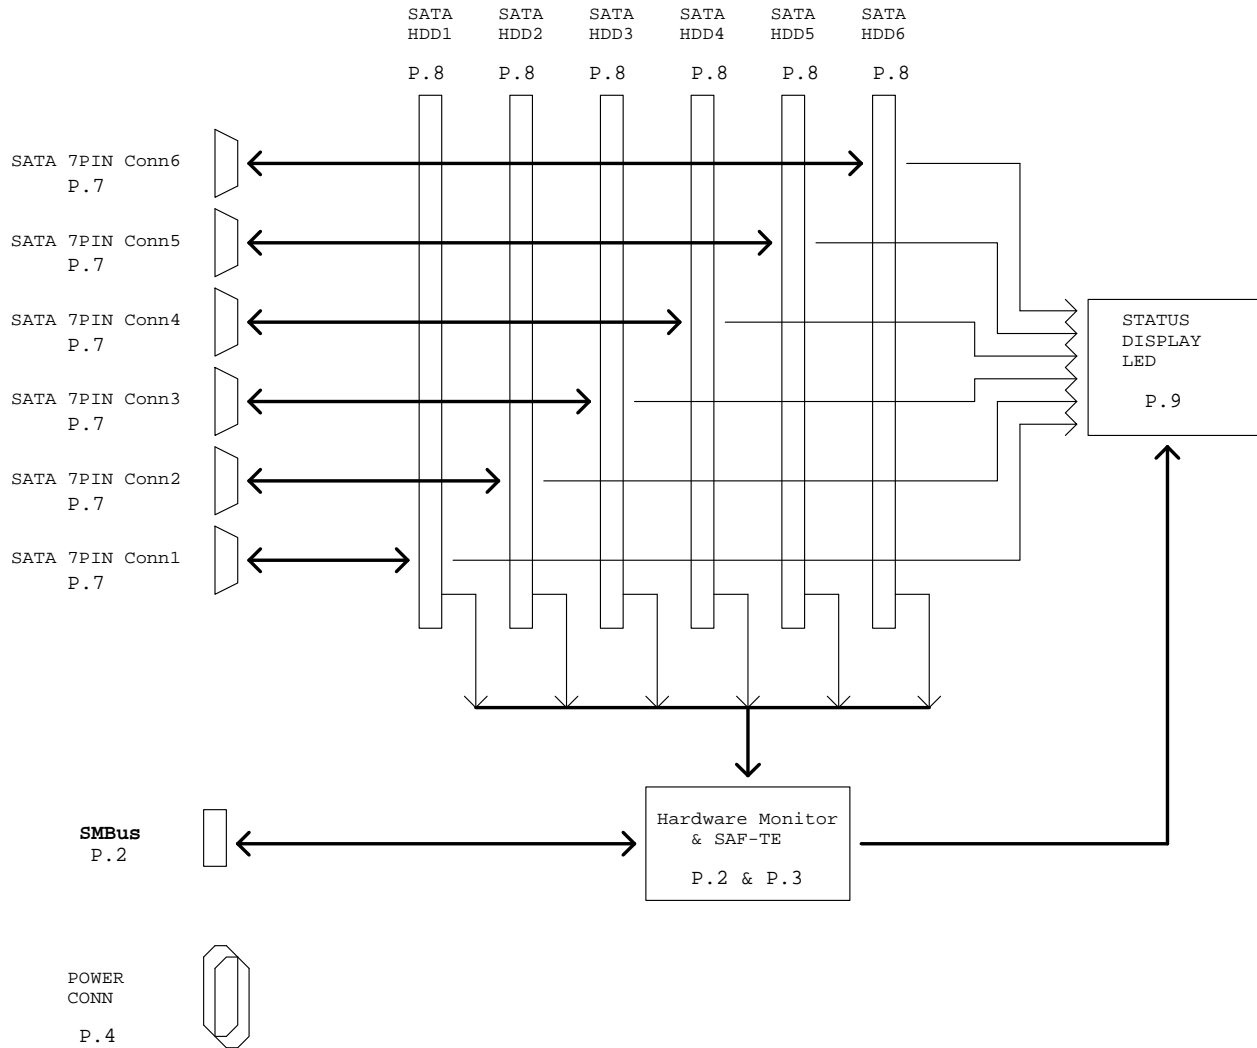 SATA HDD1
P.8
SATA HDD2
P.8
SATA HDD3
P.8
SATA HDD4
P.8
SATA HDD5
P.8
SATA HDD6
P.8
SATA 7PIN Conn6
P.7
SATA 7PIN Conn5
P.7
SATA 7PIN Conn4
P.7
SATA 7PIN Conn3
P.7
SATA 7PIN Conn2
P.7
SATA 7PIN Conn1
P.7
STATUS
DISPLAY
LED
P.9
Hardware Monitor
& SAF-TE
P.2 & P.3
SMBus
P.2
POWER
CONN
P.4